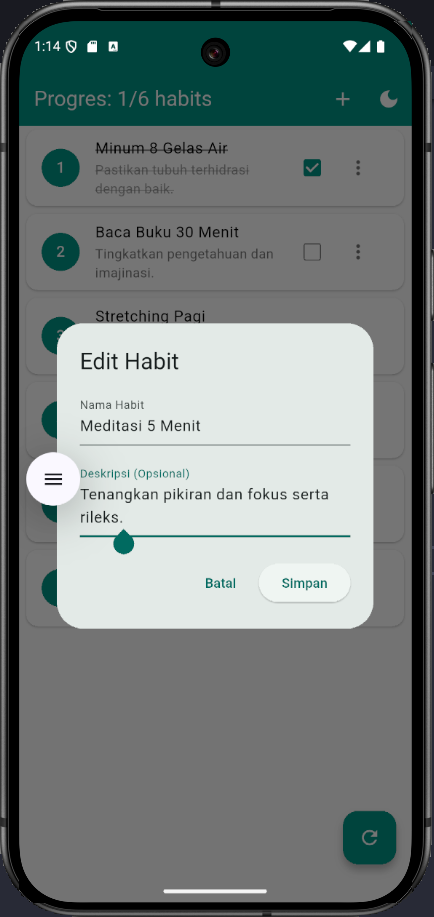 1:14
Progres: 1/6 habits
1
Minum 8 Gelas Air
Pastikan tubuh terhidrasi
dengan baik.
2
Baca Buku 30 Menit
Tingkatkan pengetahuan dan
imajinasi.
Stretching Pagi
Edit Habit
Nama Habit
Meditasi 5 Menit
Deskripsi (Opsional)
Tenangkan pikiran dan fokus serta
rileks.
Batal
Simpan